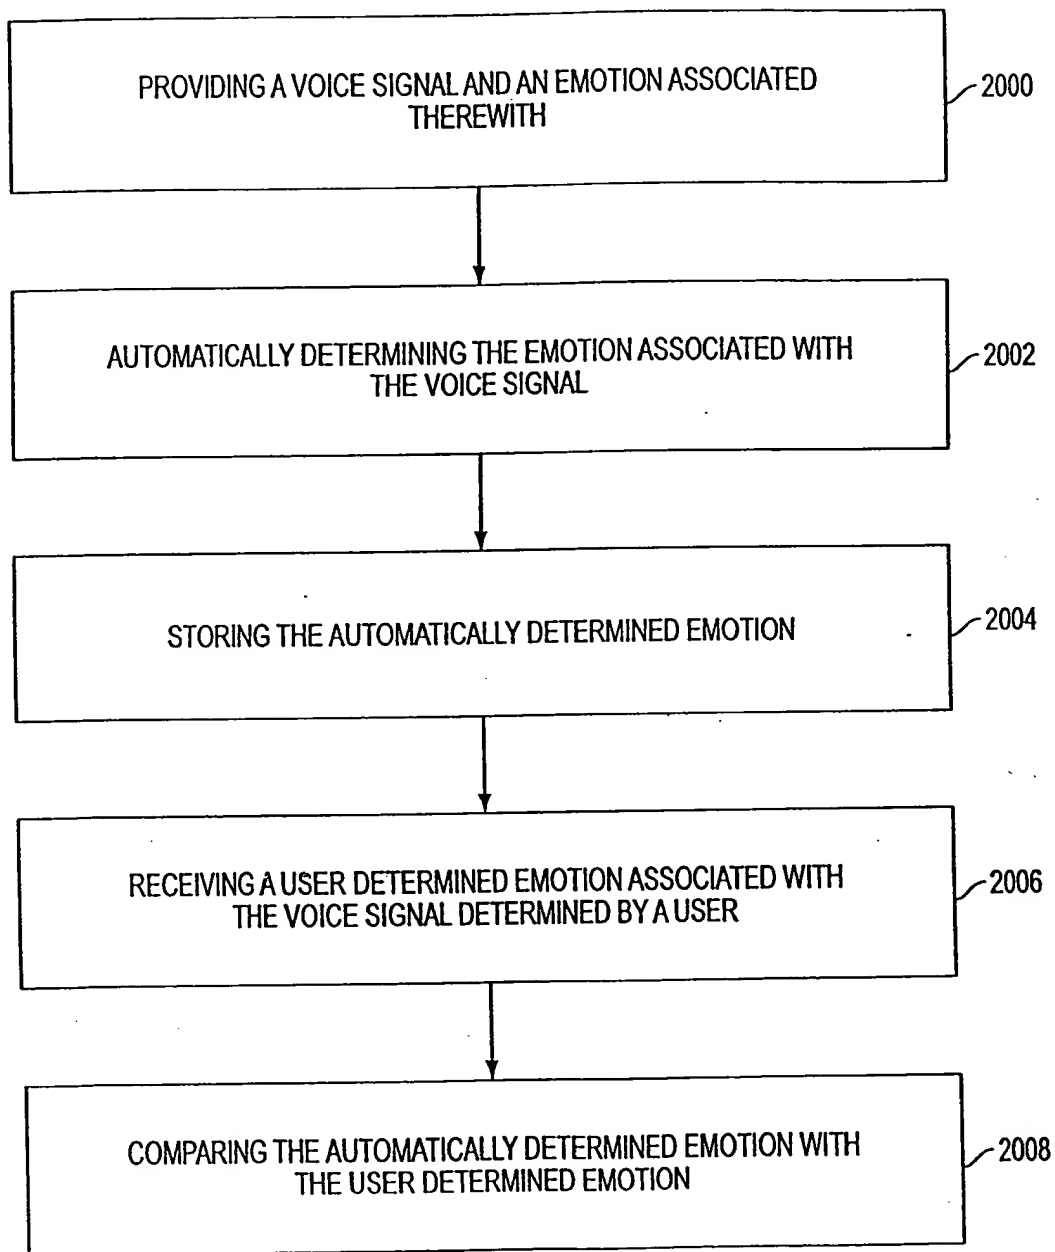 PROVIDING A VOICE SIGNAL AND AN EMOTION ASSOCIATED
THEREWITH
2000
AUTOMATICALLY DETERMINING THE EMOTION ASSOCIATED WITH
THE VOICE SIGNAL
2002
STORING THE AUTOMATICALLY DETERMINED EMOTION
2004
RECEIVING A USER DETERMINED EMOTION ASSOCIATED WITH
THE VOICE SIGNAL DETERMINED BY A USER
2006
COMPARING THE AUTOMATICALLY DETERMINED EMOTION WITH
THE USER DETERMINED EMOTION
2008